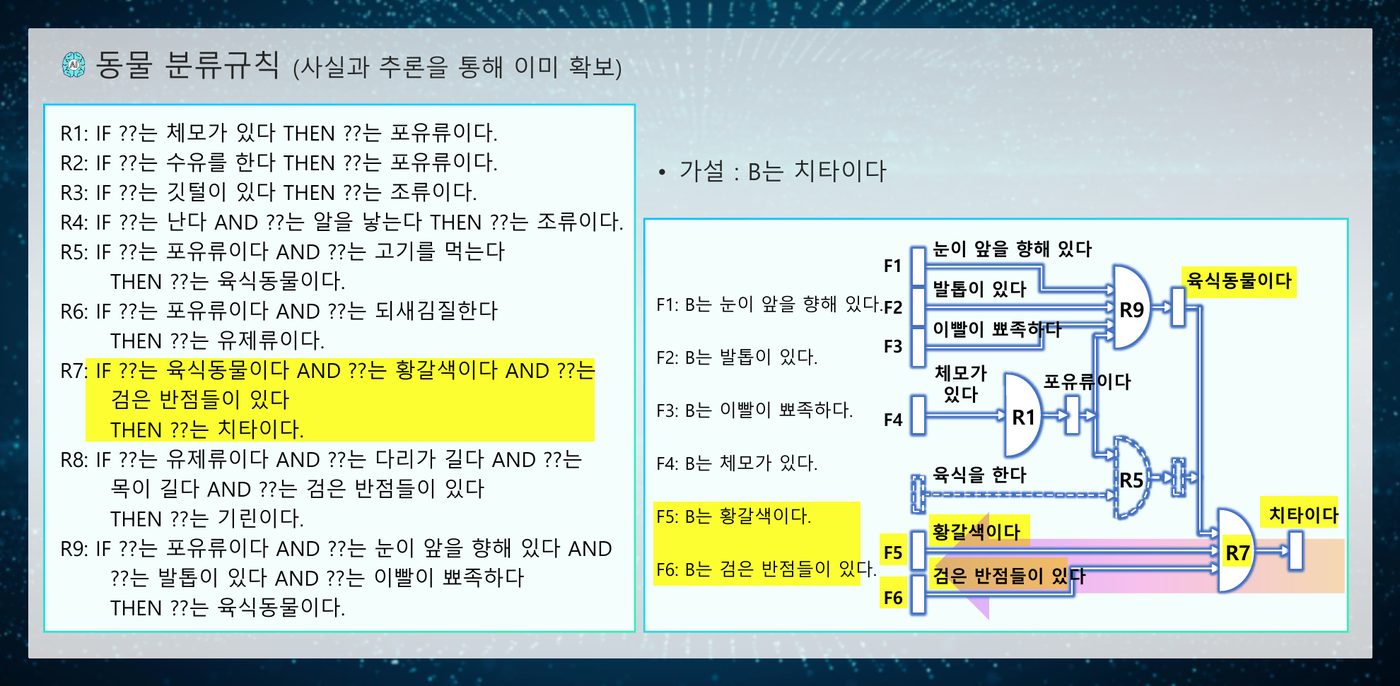 AI
동물 분류규칙 (사실과 추론을 통해 이미 확보)
R1: IF ??는 체모가 있다 THEN ??는 포유류이다.
R2: IF ??는 수유를 한다 THEN ??는 포유류이다.
R3: IF ??는 깃털이 있다 THEN ??는 조류이다.
R4: IF ??는 난다 AND ??는 알을 낳는다 THEN ??는 조류이다.
R5: IF ??는 포유류이다 AND ??는 고기를 먹는다
THEN ??는 육식동물이다.
R6: IF ??는 포유류이다 AND ??는 되새김질한다
THEN ??는 유제류이다.
R7: IF ??는 육식동물이다 AND ??는 황갈색이다 AND ??는
검은 반점들이 있다
THEN ??는 치타이다.
R8: IF ??는 유제류이다 AND ??는 다리가 길다 AND ??는
목이 길다 AND ??는 검은 반점들이 있다
THEN ??는 기린이다.
R9: IF ??는 포유류이다 AND ??는 눈이 앞을 향해 있다 AND
??는 발톱이 있다 AND ??는 이빨이 뾰족하다
THEN ??는 육식동물이다.
• 가설 : B는 치타이다
F1: B는 눈이 앞을 향해 있다.
F2: B는 발톱이 있다.
F3: B는 이빨이 뾰족하다.
F4: B는 체모가 있다.
F5: B는 황갈색이다.
F6: B는 검은 반점들이 있다.
F1
눈이 앞을 향해 있다
F2
발톱이 있다
F3
이빨이 뾰족하다
R9
육식동물이다
F4
체모가
있다
R1
포유류이다
육식을 한다
R5
F5
황갈색이다
F6
검은 반점들이 있다
R7
치타이다